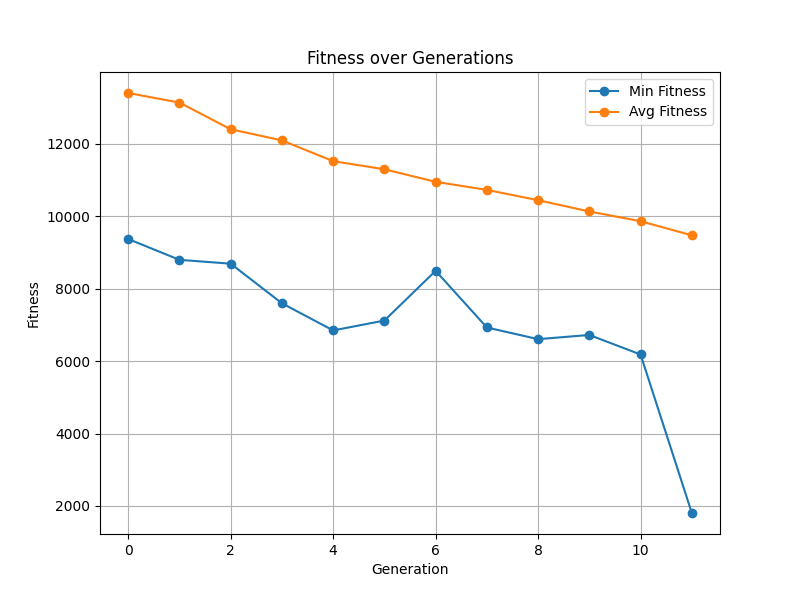 Fitness over Generations
Min Fitness
Avg Fitness
12000
10000
8000
6000
4000
2000
Fitness
0 2 4 6 8 10
Generation